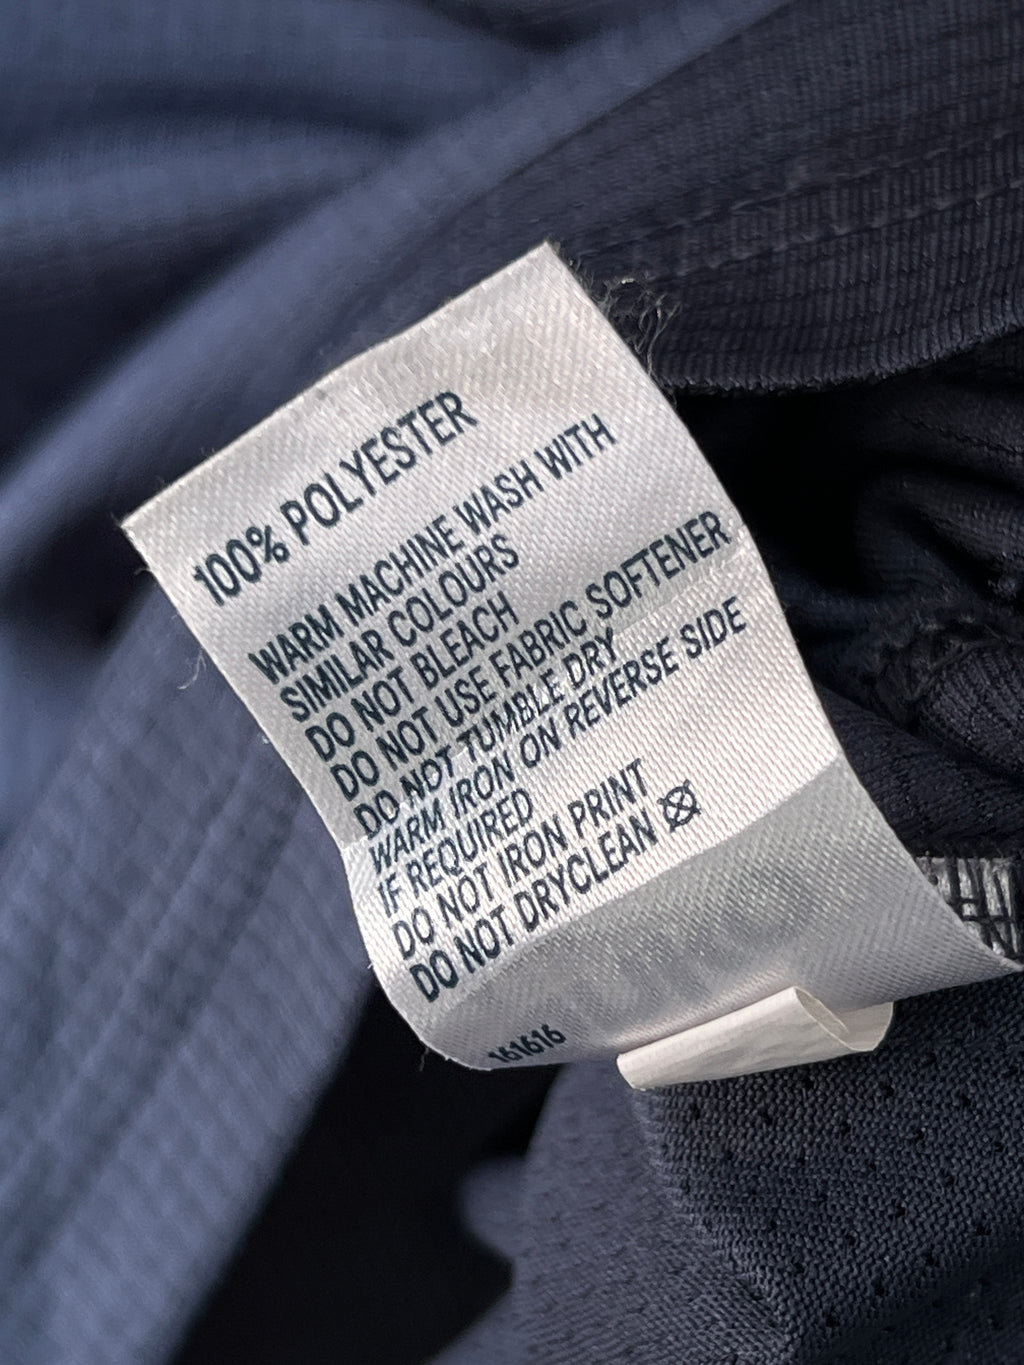 100% POLYESTER
WARM MACHINE WASH WITH
SIMILAR COLOURS
DO NOT BLEACH
DO NOT USE FABRIC SOFTENER
DO NOT TUMBLE DRY
WARM IRON ON REVERSE SIDE
IF REQUIRED
DO NOT IRON PRINT
DO NOT DRYCLEAN
161616